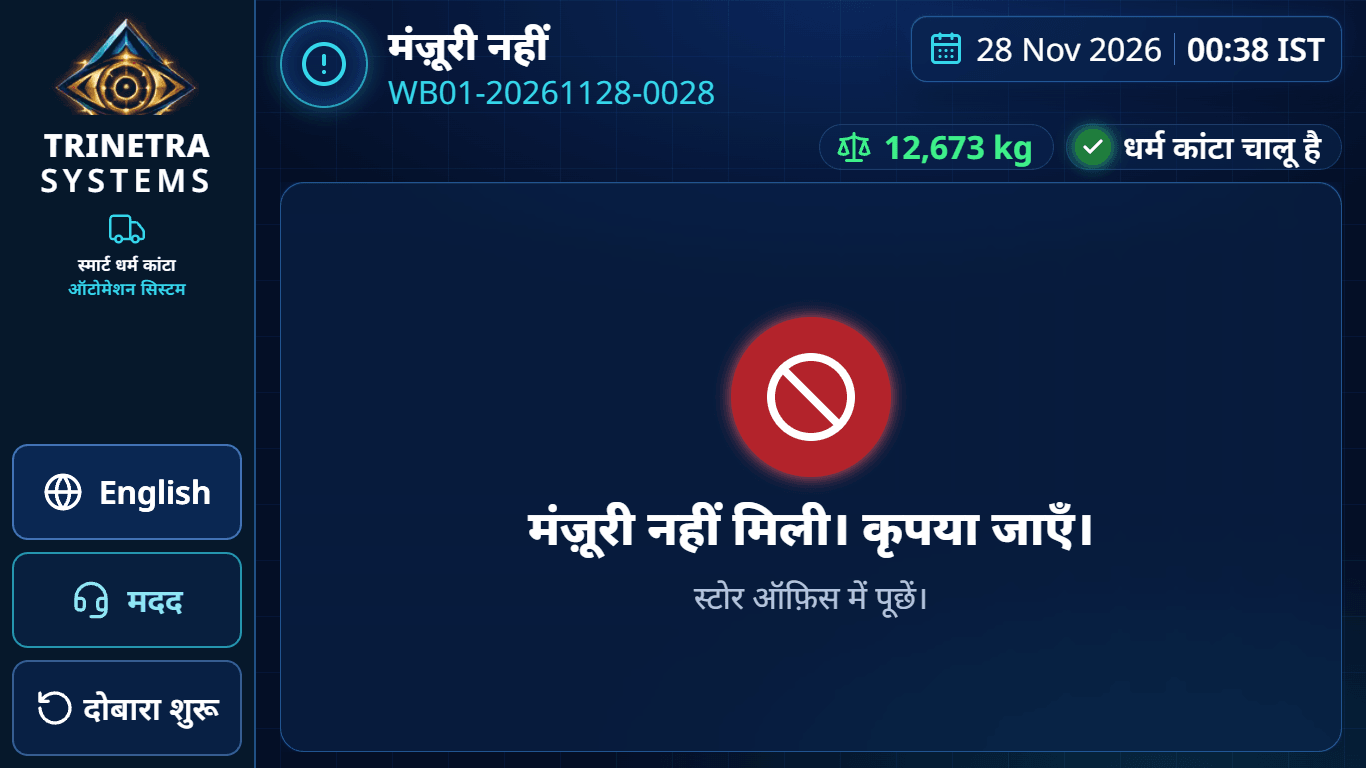 TRINETRA
SYSTEMS
स्मार्ट धर्म कांटा
ऑटोमेशन सिस्टम
English
मदद
दोबारा शुरू
मंज़ूरी नहीं
WB01-20261128-0028
28 Nov 2026 00:38 IST
12,673 kg
धर्म कांटा चालू है
मंज़ूरी नहीं मिली। कृपया जाएँ।
स्टोर ऑफ़िस में पूछें।